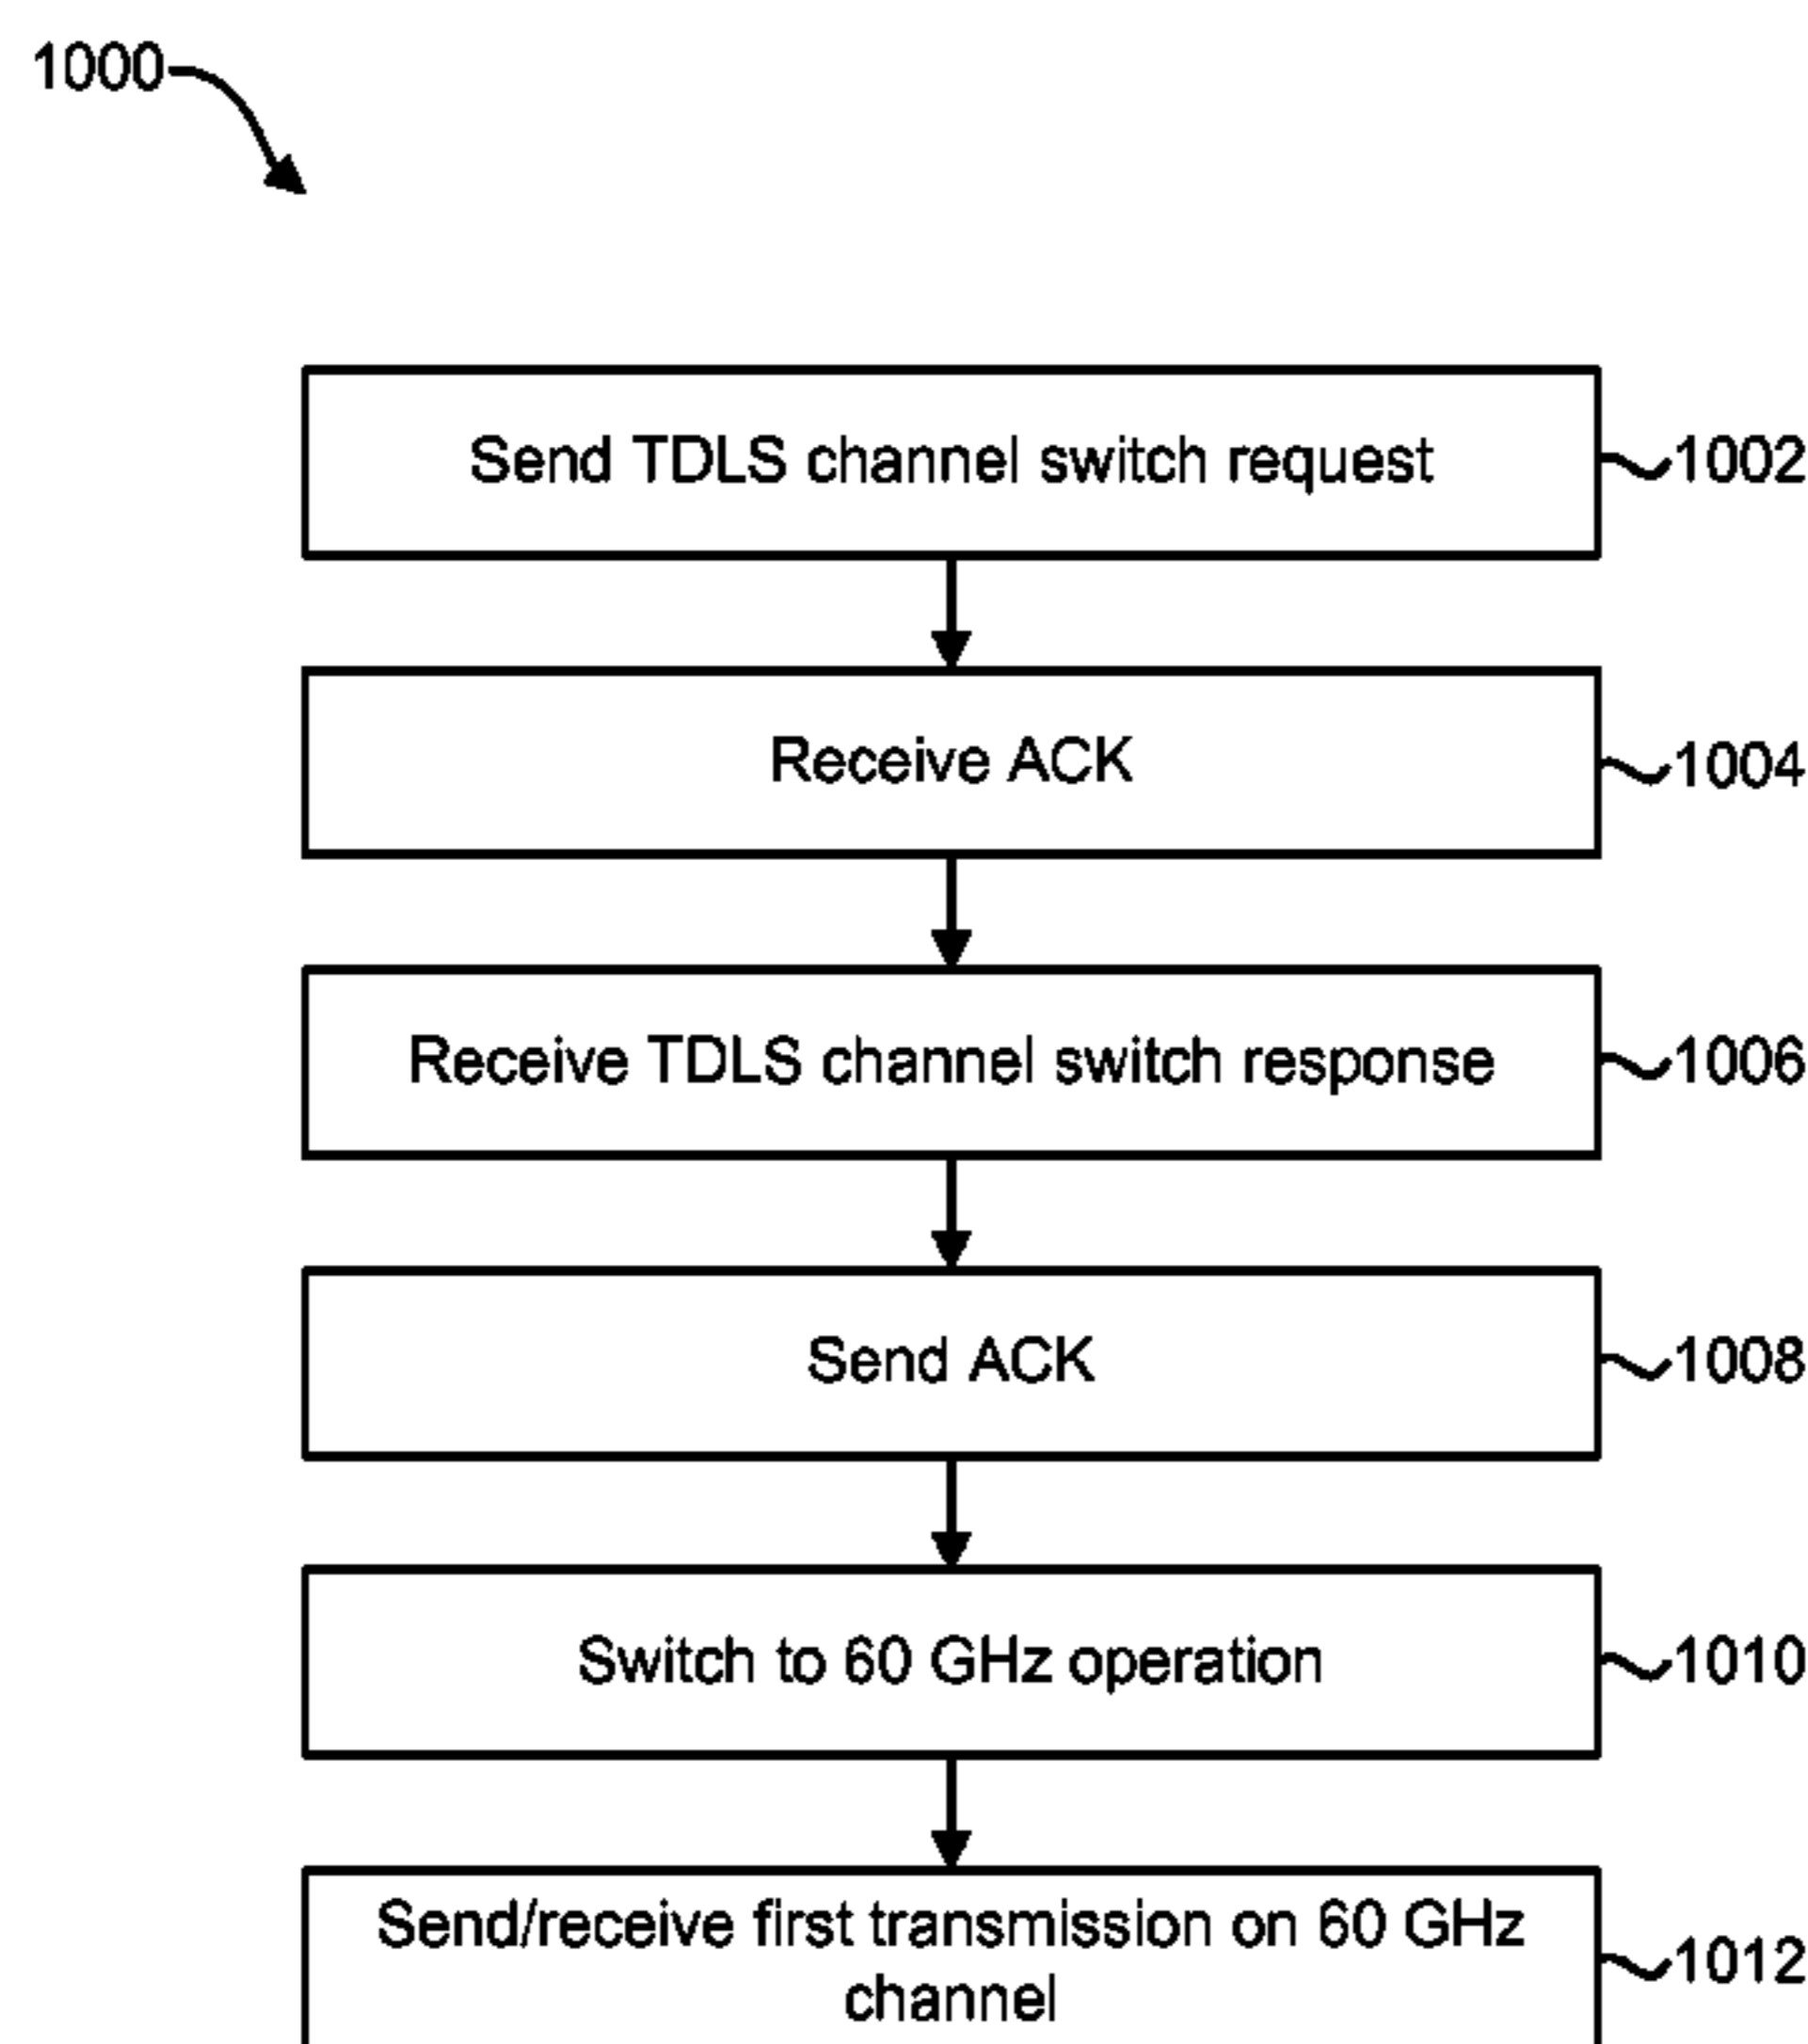 1000
Send TDLS channel switch request
1002
Receive ACK
1004
Receive TDLS channel switch response
1006
Send ACK
1008
Switch to 60 GHz operation
1010
Send/receive first transmission on 60 GHz
channel
1012